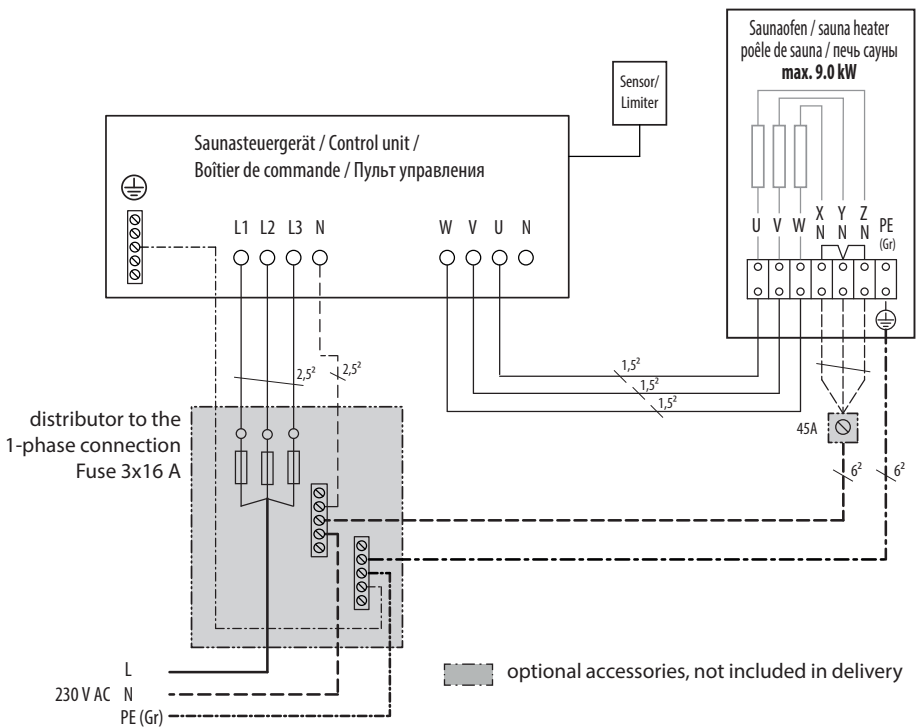 Saunaofen / sauna heater
poêle de sauna / печь сауны
max. 9.0 kW
Sensor/
Limiter
Saunasteuergerät / Control unit /
Boîtier de commande / Пульт управления
L1 L2 L3 N
W V U N
U V W X Y Z PE
N N N (Gr)
2,5² 2,5²
1,5²
1,5²
1,5²
distributor to the
1-phase connection
Fuse 3x16 A
45A
6² 6²
L
230 V AC N
PE (Gr)
optional accessories, not included in delivery